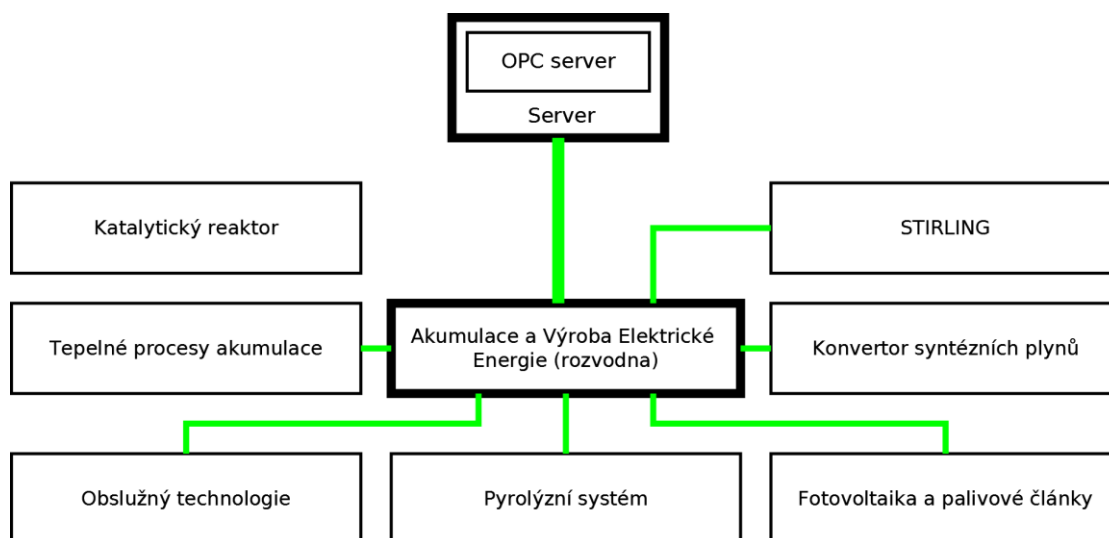 OPC server
Server
Katalytický reaktor
STIRLING
Tepelné procesy akumulace
Akumulace a Výroba Elektrické
Energie (rozvodna)
Konvertor syntézních plynů
Obslužný technologie
Pyrolýzní systém
Fotovoltaika a palivové články